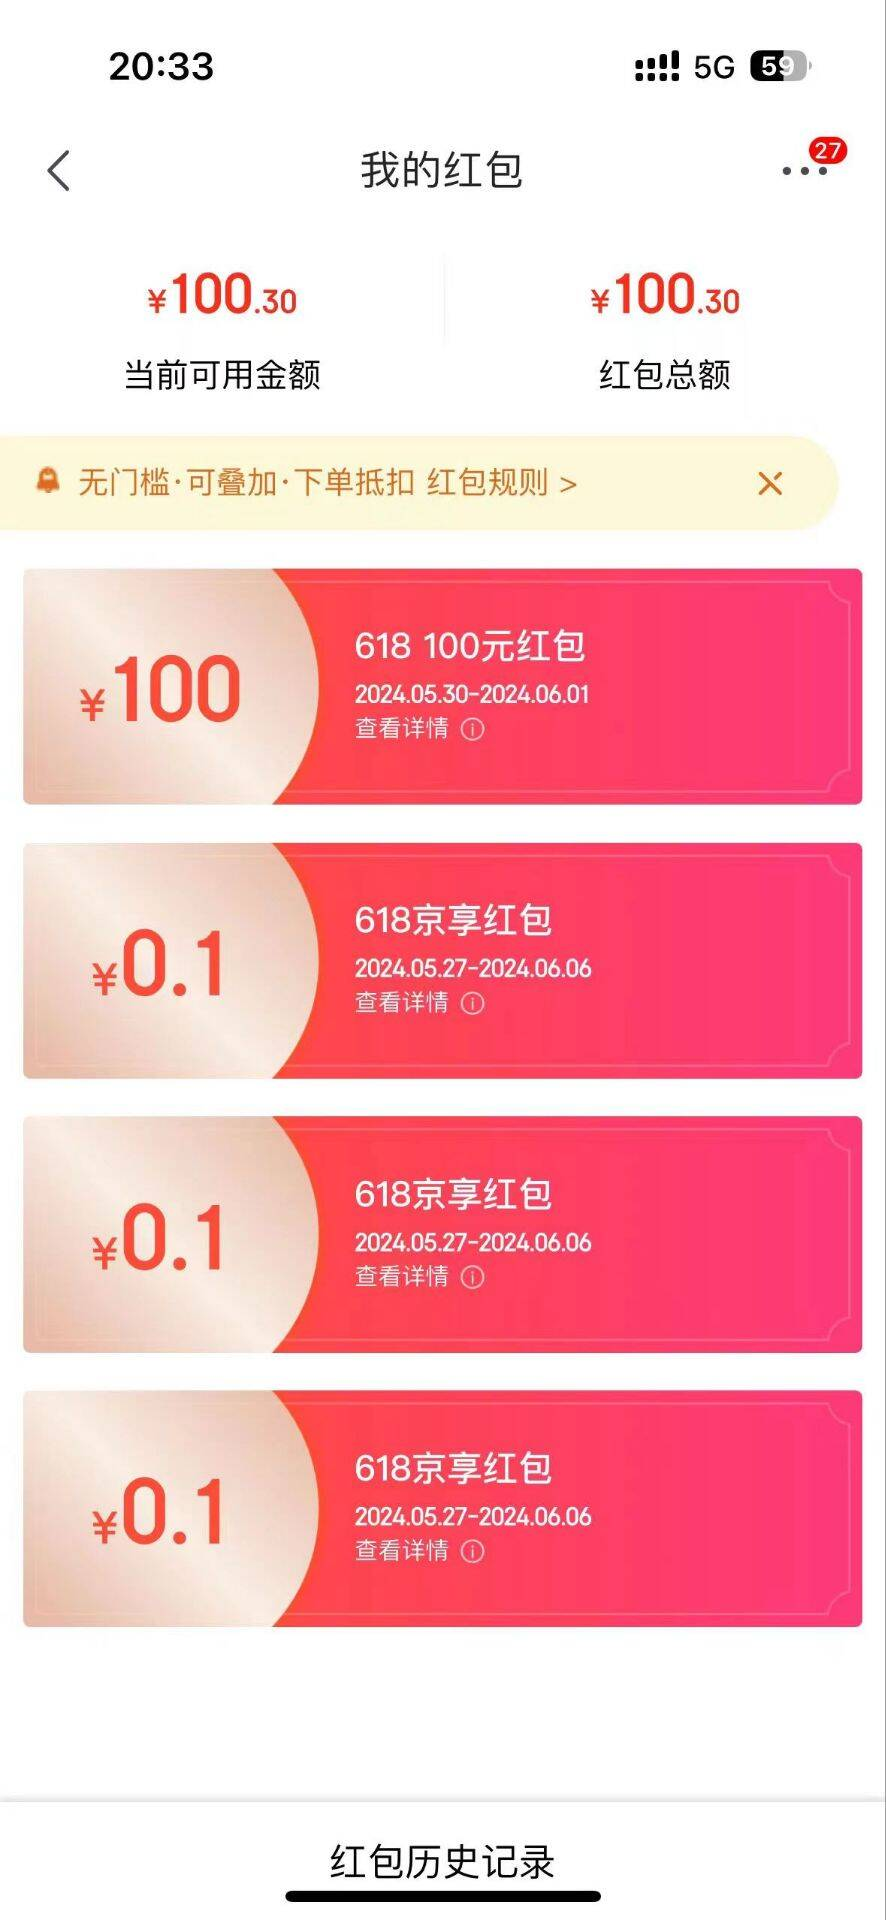 20:33 5G 59
我的红包 27
¥100.30 ¥100.30
当前可用金额 红包总额
无门槛·可叠加·下单抵扣 红包规则 >
¥100
618 100元红包
2024.05.30-2024.06.01
查看详情
¥0.1
618京享红包
2024.05.27-2024.06.06
查看详情
¥0.1
618京享红包
2024.05.27-2024.06.06
查看详情
¥0.1
618京享红包
2024.05.27-2024.06.06
查看详情
红包历史记录